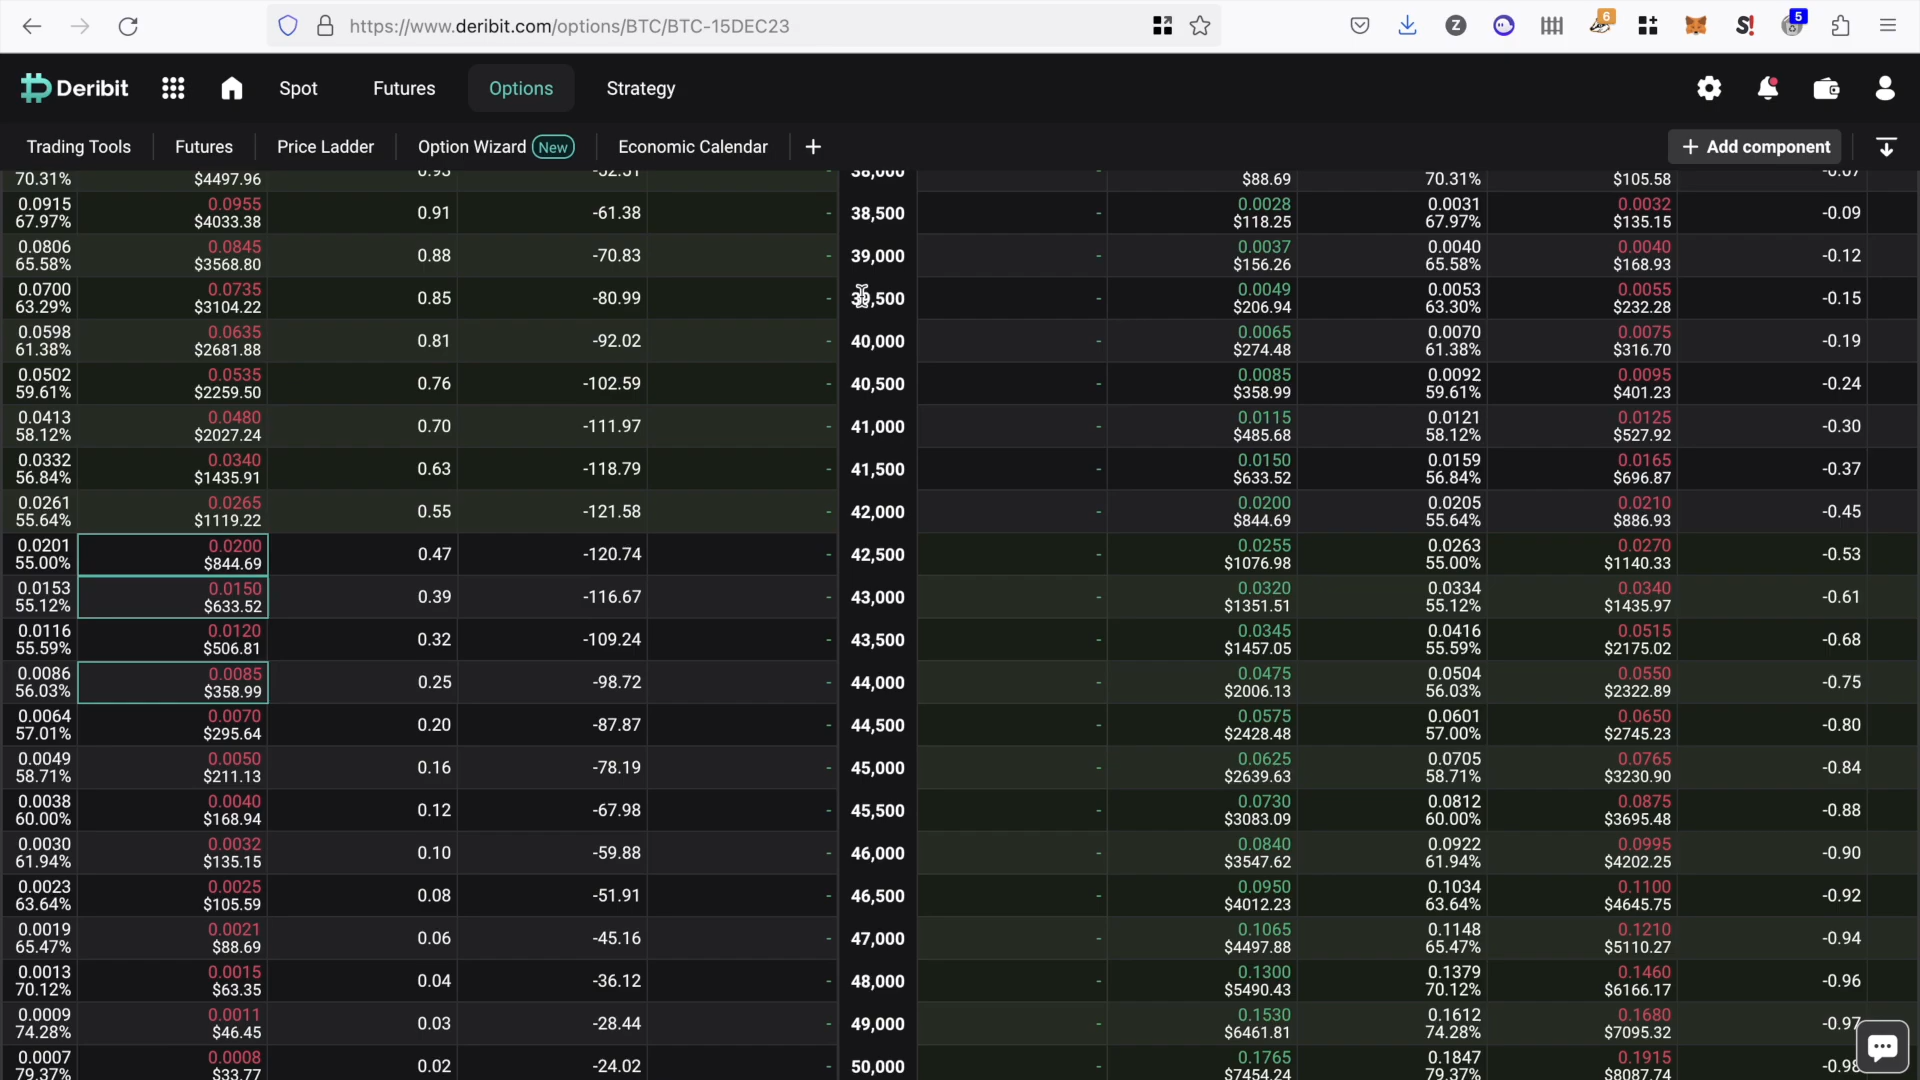 https://www.deribit.com/options/BTC/BTC-15DEC23
6
5
Deribit Spot Futures Options Strategy
Trading Tools Futures Price Ladder Option Wizard New Economic Calendar + + Add component
70.31% $4497.96 0.93 -52.51 38,000 $88.69 70.31% $105.58 -0.07
0.0915 0.0955 0.91 -61.38 - 38,500 - 0.0028 0.0031 0.0032 -0.09
67.97% $4033.38 $118.25 67.97% $135.15
0.0806 0.0845 0.88 -70.83 - 39,000 - 0.0037 0.0040 0.0040 -0.12
65.58% $3568.80 $156.26 65.58% $168.93
0.0700 0.0735 0.85 -80.99 - 39,500 - 0.0049 0.0053 0.0055 -0.15
63.29% $3104.22 $206.94 63.30% $232.28
0.0598 0.0635 0.81 -92.02 - 40,000 - 0.0065 0.0070 0.0075 -0.19
61.38% $2681.88 $274.48 61.38% $316.70
0.0502 0.0535 0.76 -102.59 - 40,500 - 0.0085 0.0092 0.0095 -0.24
59.61% $2259.50 $358.99 59.61% $401.23
0.0413 0.0480 0.70 -111.97 - 41,000 - 0.0115 0.0121 0.0125 -0.30
58.12% $2027.24 $485.68 58.12% $527.92
0.0332 0.0340 0.63 -118.79 - 41,500 - 0.0150 0.0159 0.0165 -0.37
56.84% $1435.91 $633.52 56.84% $696.87
0.0261 0.0265 0.55 -121.58 - 42,000 - 0.0200 0.0205 0.0210 -0.45
55.64% $1119.22 $844.69 55.64% $886.93
0.0201 0.0200 0.47 -120.74 - 42,500 - 0.0255 0.0263 0.0270 -0.53
55.00% $844.69 $1076.98 55.00% $1140.33
0.0153 0.0150 0.39 -116.67 - 43,000 - 0.0320 0.0334 0.0340 -0.61
55.12% $633.52 $1351.51 55.12% $1435.97
0.0116 0.0120 0.32 -109.24 - 43,500 - 0.0345 0.0416 0.0515 -0.68
55.59% $506.81 $1457.05 55.59% $2175.02
0.0086 0.0085 0.25 -98.72 - 44,000 - 0.0475 0.0504 0.0550 -0.75
56.03% $358.99 $2006.13 56.03% $2322.89
0.0064 0.0070 0.20 -87.87 - 44,500 - 0.0575 0.0601 0.0650 -0.80
57.01% $295.64 $2428.48 57.00% $2745.23
0.0049 0.0050 0.16 -78.19 - 45,000 - 0.0625 0.0705 0.0765 -0.84
58.71% $211.13 $2639.63 58.71% $3230.90
0.0038 0.0040 0.12 -67.98 - 45,500 - 0.0730 0.0812 0.0875 -0.88
60.00% $168.94 $3083.09 60.00% $3695.48
0.0030 0.0032 0.10 -59.88 - 46,000 - 0.0840 0.0922 0.0995 -0.90
61.94% $135.15 $3547.62 61.94% $4202.25
0.0023 0.0025 0.08 -51.91 - 46,500 - 0.0950 0.1034 0.1100 -0.92
63.64% $105.59 $4012.23 63.64% $4645.75
0.0019 0.0021 0.06 -45.16 - 47,000 - 0.1065 0.1148 0.1210 -0.94
65.47% $88.69 $4497.88 65.47% $5110.27
0.0013 0.0015 0.04 -36.12 - 48,000 - 0.1300 0.1379 0.1460 -0.96
70.12% $63.35 $5490.43 70.12% $6166.17
0.0009 0.0011 0.03 -28.44 - 49,000 - 0.1530 0.1612 0.1680 -0.97
74.28% $46.45 $6461.81 74.28% $7095.32
0.0007 0.0008 0.02 -24.02 - 50,000 - 0.1765 0.1847 0.1915 -0.98
79.37% $33.77 $7454.24 79.37% $8087.74